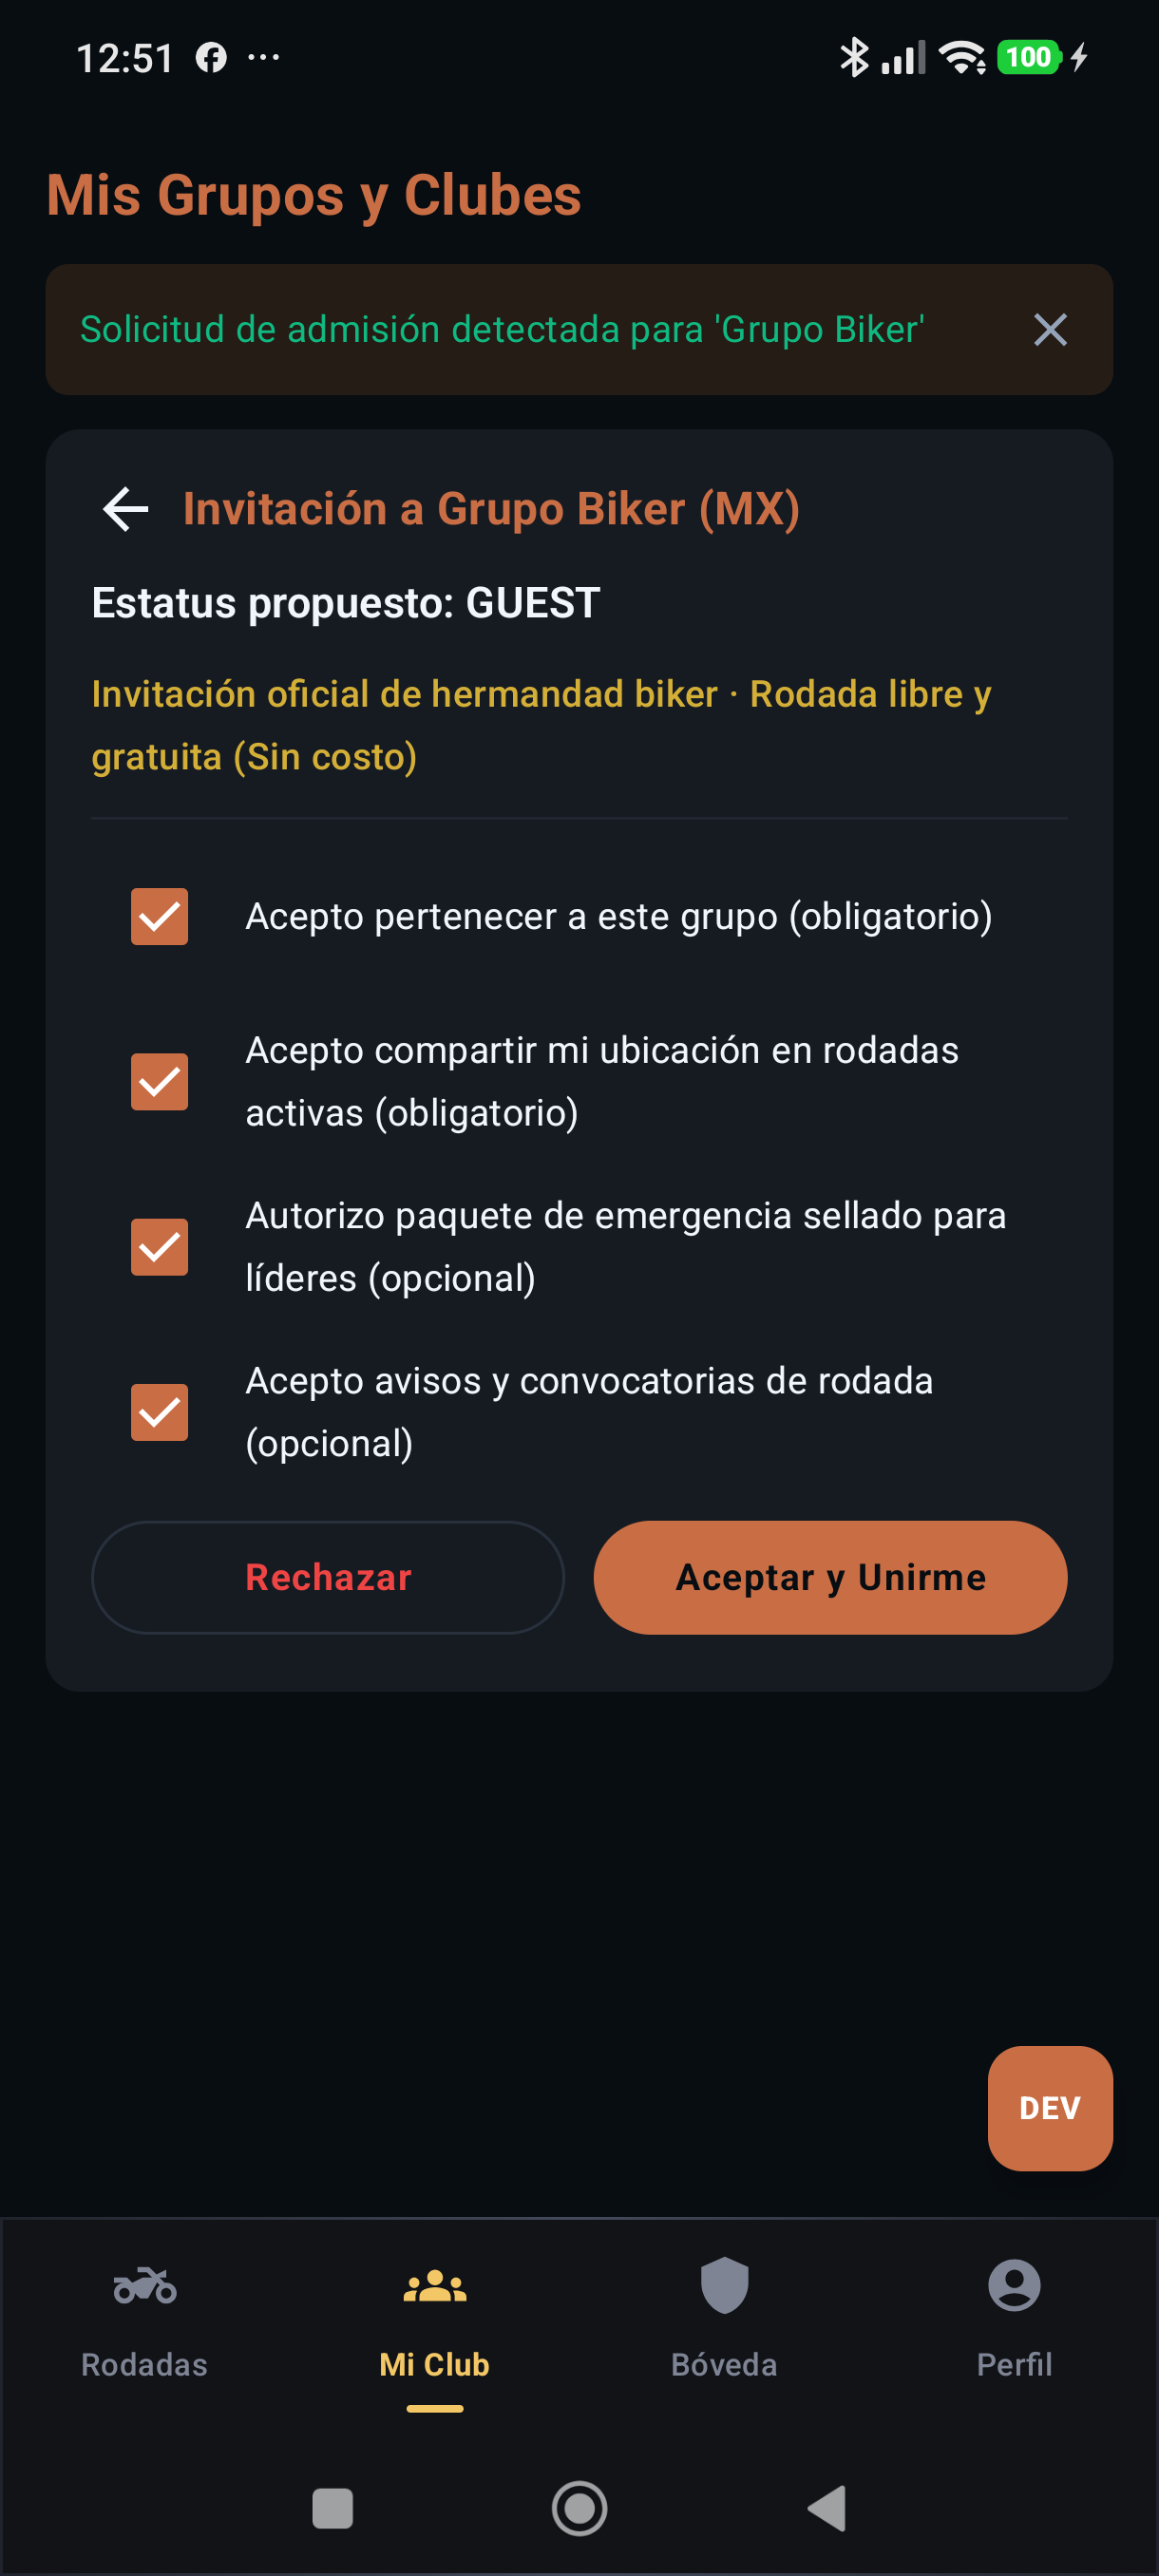 12:51
100
Mis Grupos y Clubes
Solicitud de admisión detectada para 'Grupo Biker'
Invitación a Grupo Biker (MX)
Estatus propuesto: GUEST
Invitación oficial de hermandad biker · Rodada libre y
gratuita (Sin costo)
Acepto pertenecer a este grupo (obligatorio)
Acepto compartir mi ubicación en rodadas
activas (obligatorio)
Autorizo paquete de emergencia sellado para
líderes (opcional)
Acepto avisos y convocatorias de rodada
(opcional)
Rechazar
Aceptar y Unirme
DEV
Rodadas
Mi Club
Bóveda
Perfil